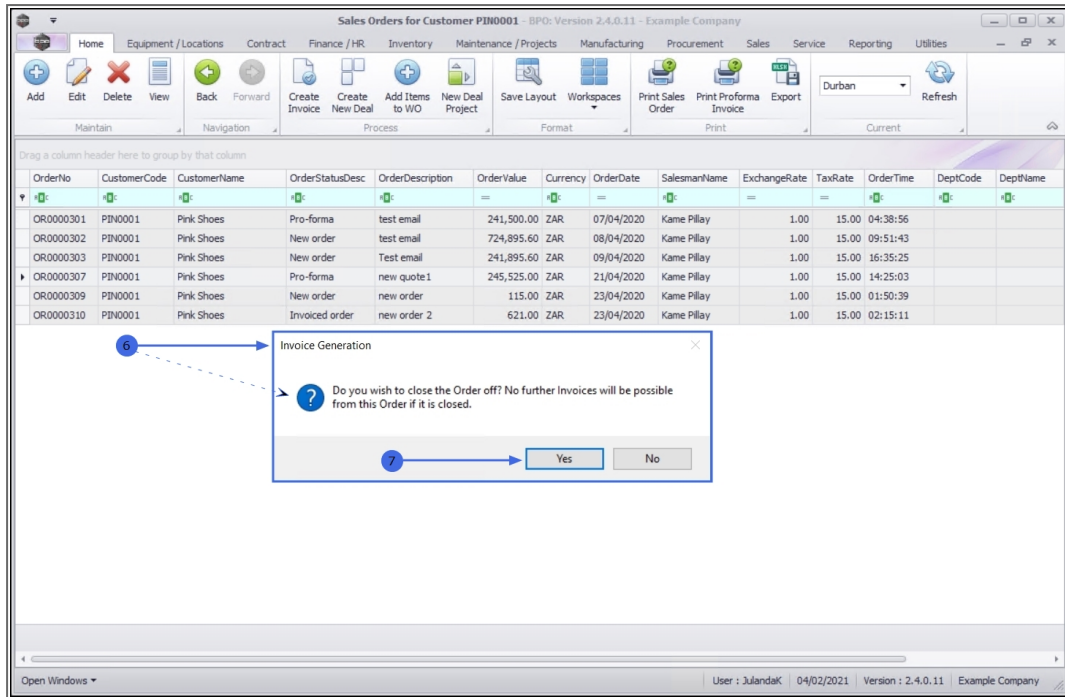 Sales Orders for Customer PIN0001 - BPO: Version 2.4.0.11 - Example Company
Home Equipment / Locations Contract Finance / HR Inventory Maintenance / Projects Manufacturing Procurement Sales Service Reporting Utilities
Add Edit Delete View Back Forward Create Invoice Create New Deal Add Items to WO New Deal Project Save Layout Workspaces Print Sales Order Print Proforma Invoice Export Durban Refresh
Maintain Navigation Process Format Print Current
Drag a column header here to group by that column
OrderNo CustomerCode CustomerName OrderStatusDesc OrderDescription OrderValue Currency OrderDate SalesmanName ExchangeRate TaxRate OrderTime DeptCode DeptName
OR0000301 PIN0001 Pink Shoes Pro-forma test email 241,500.00 ZAR 07/04/2020 Kame Pillay 1.00 15.00 04:38:56
OR0000302 PIN0001 Pink Shoes New order test email 724,895.60 ZAR 08/04/2020 Kame Pillay 1.00 15.00 09:51:43
OR0000303 PIN0001 Pink Shoes New order Test email 241,895.60 ZAR 09/04/2020 Kame Pillay 1.00 15.00 16:35:25
OR0000307 PIN0001 Pink Shoes Pro-forma new quote1 245,525.00 ZAR 21/04/2020 Kame Pillay 1.00 15.00 14:25:03
OR0000309 PIN0001 Pink Shoes New order new order 115.00 ZAR 23/04/2020 Kame Pillay 1.00 15.00 01:50:39
OR0000310 PIN0001 Pink Shoes Invoiced order new order 2 621.00 ZAR 23/04/2020 Kame Pillay 1.00 15.00 02:15:11
6 Invoice Generation
Do you wish to close the Order off? No further Invoices will be possible
from this Order if it is closed.
7 Yes No
Open Windows User : JulandaK 04/02/2021 Version : 2.4.0.11 Example Company